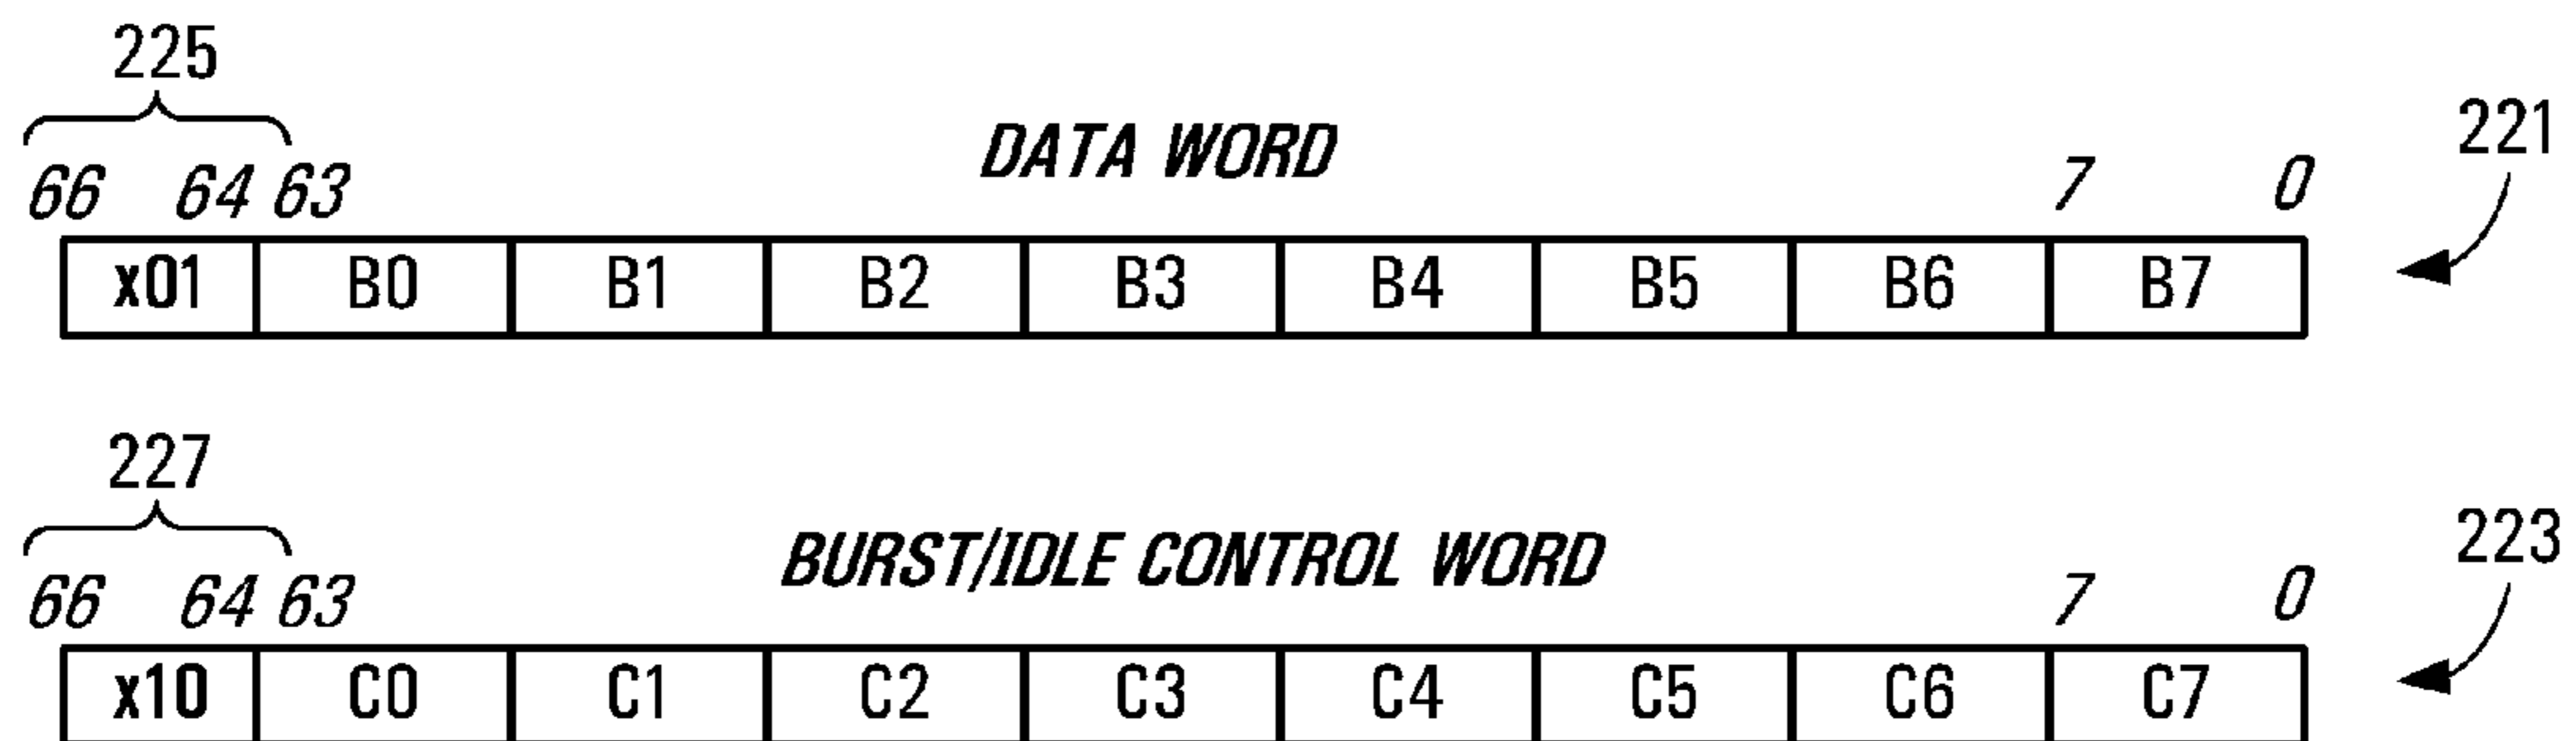 225
DATA WORD
221
66 64 63 7 0
x01 B0 B1 B2 B3 B4 B5 B6 B7
227
BURST/IDLE CONTROL WORD
223
66 64 63 7 0
x10 C0 C1 C2 C3 C4 C5 C6 C7